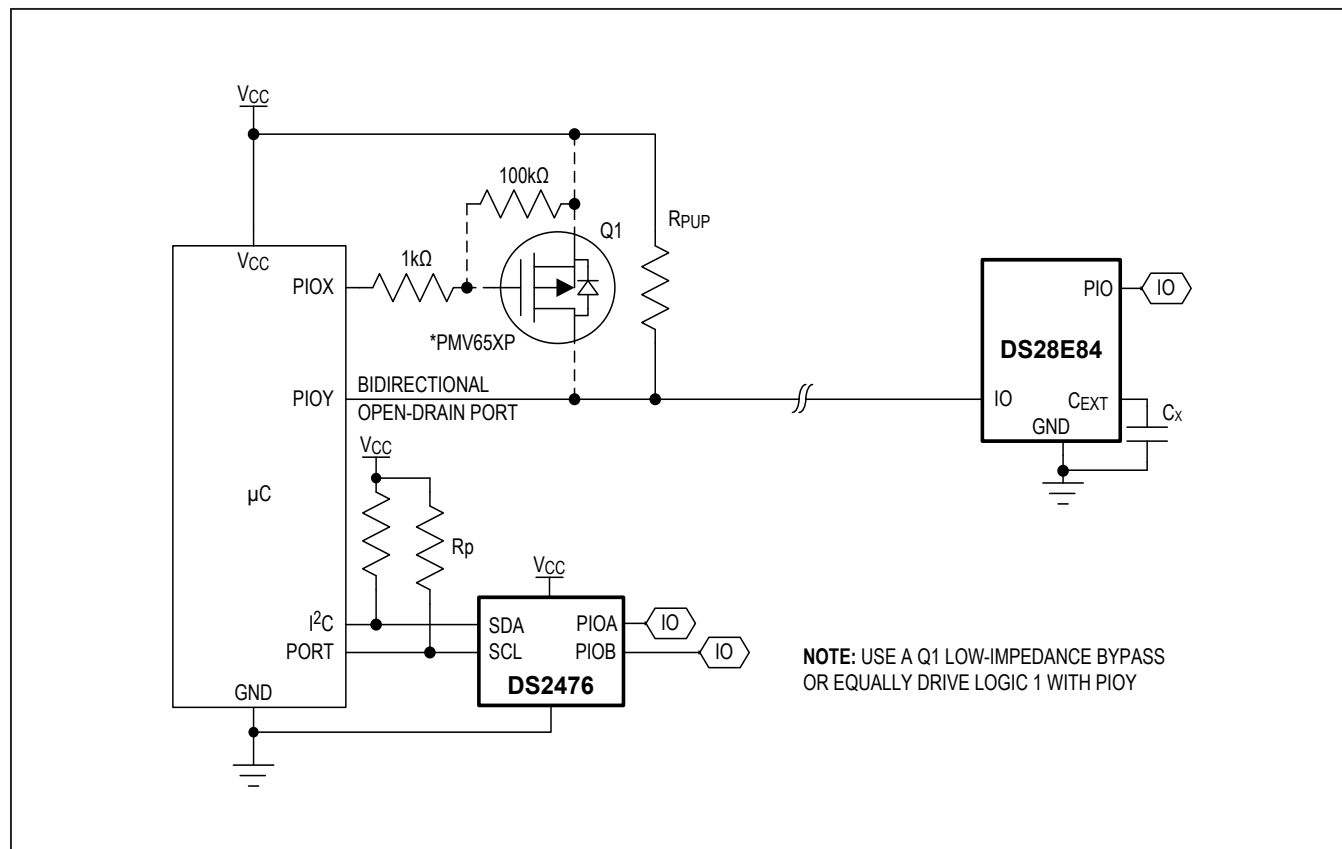 VCC
100kΩ
Q1
RPUP
1kΩ
VCC
PIOX
*PMV65XP
PIOY
BIDIRECTIONAL
OPEN-DRAIN PORT
PIO
IO
DS28E84
IO
CEXT
CX
GND
VCC
µC
Rp
VCC
I²C
PORT
SDA
SCL
PIOA
PIOB
IO
IO
DS2476
GND
NOTE: USE A Q1 LOW-IMPEDANCE BYPASS
OR EQUALLY DRIVE LOGIC 1 WITH PIOY